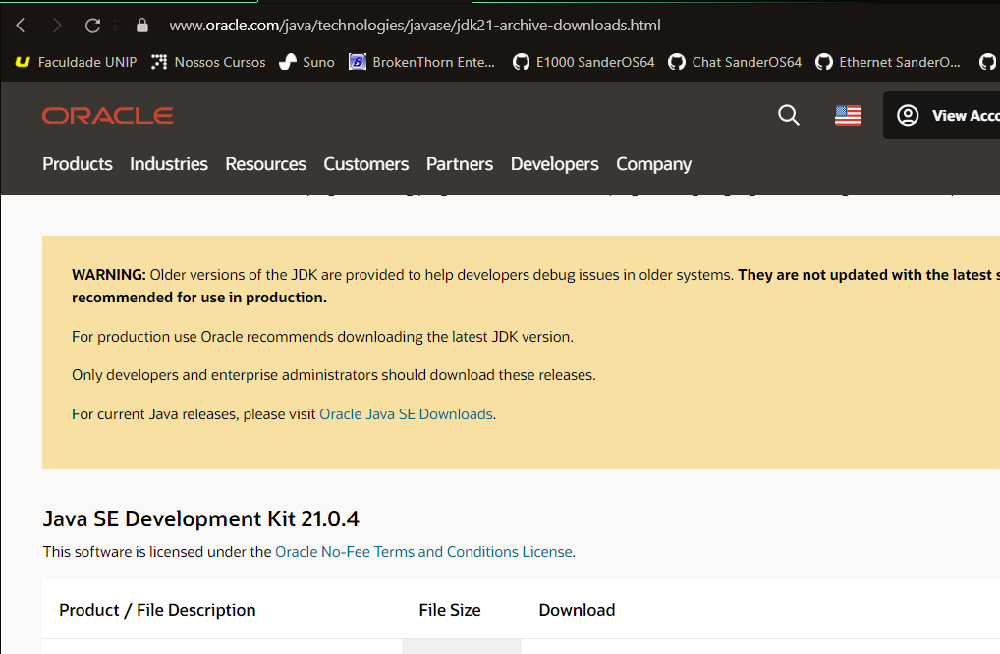 www.oracle.com/java/technologies/javase/jdk21-archive-downloads.html
Faculdade UNIP Nossos Cursos Suno BrokenThorn Ente... E1000 SanderOS64 Chat SanderOS64 Ethernet SanderO...
ORACLE
View Acco
Products Industries Resources Customers Partners Developers Company
WARNING: Older versions of the JDK are provided to help developers debug issues in older systems. They are not updated with the latest s
recommended for use in production.
For production use Oracle recommends downloading the latest JDK version.
Only developers and enterprise administrators should download these releases.
For current Java releases, please visit Oracle Java SE Downloads.
Java SE Development Kit 21.0.4
This software is licensed under the Oracle No-Fee Terms and Conditions License.
Product / File Description File Size Download